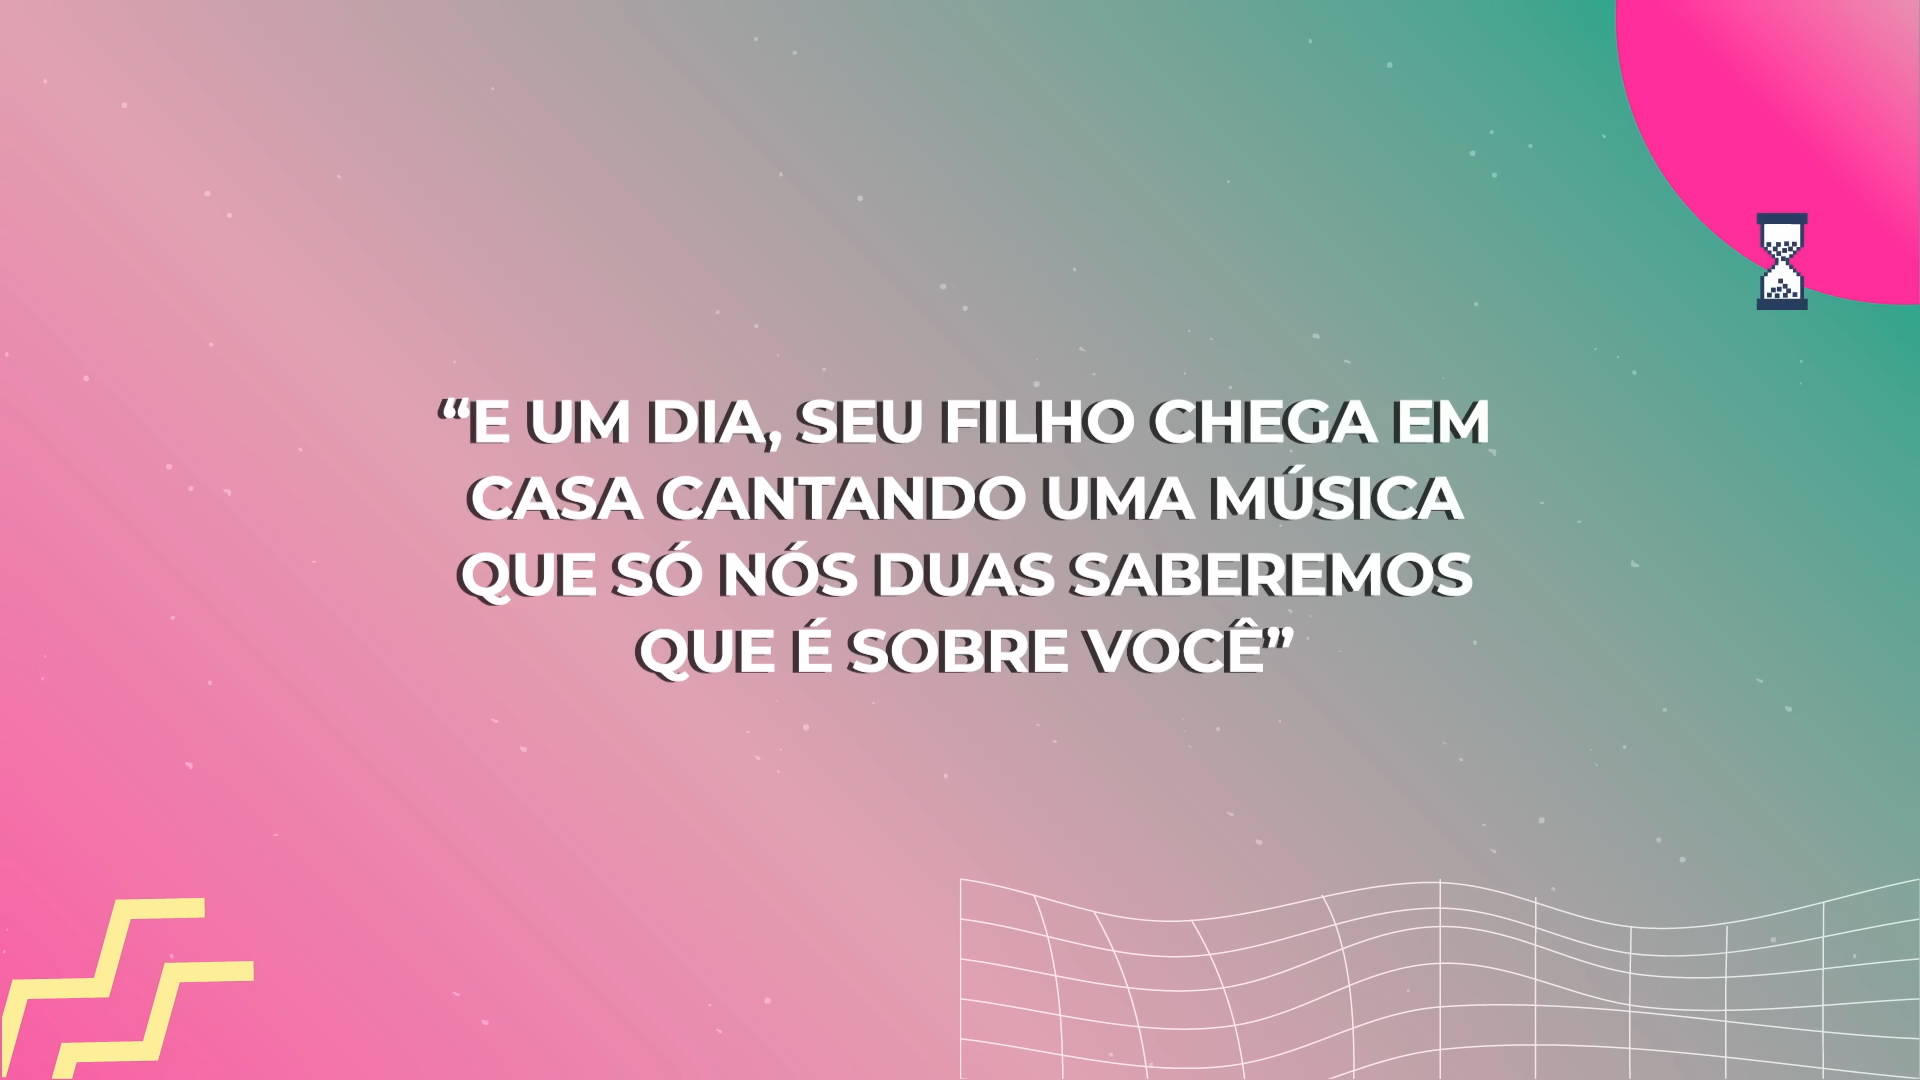 “E UM DIA, SEU FILHO CHEGA EM
CASA CANTANDO UMA MÚSICA
QUE SÓ NÓS DUAS SABEREMOS
QUE É SOBRE VOCÊ”